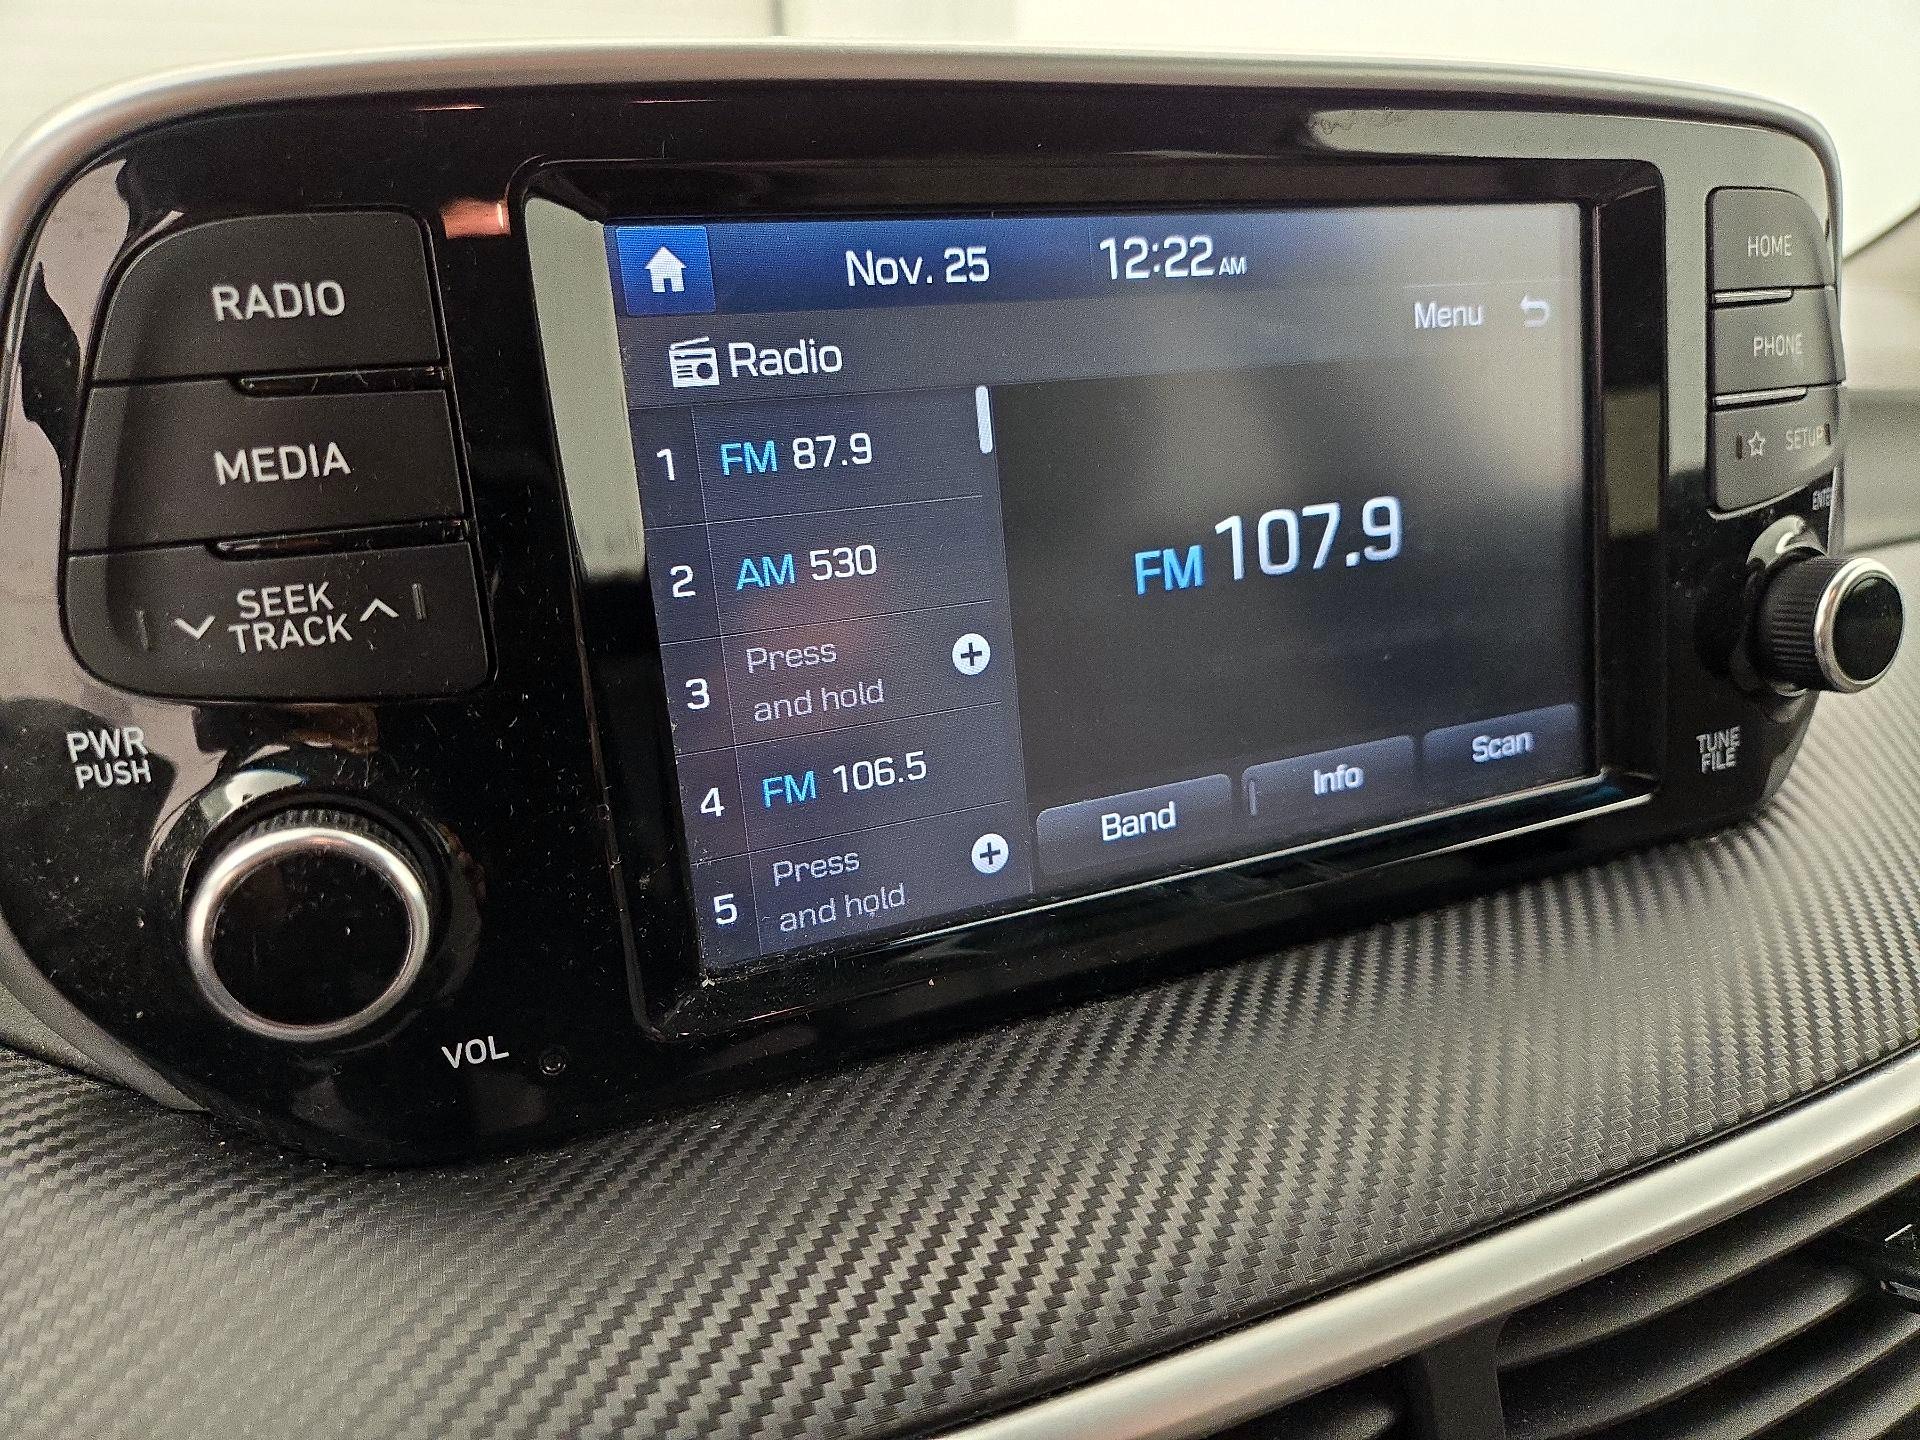 RADIO
MEDIA
SEEK
TRACK
PWR
PUSH
VOL
Nov. 25
12:22 AM
Radio
Menu
1 FM 87.9
2 AM 530
3 Press
and hold
4 FM 106.5
5 Press
and hold
FM 107.9
Band
Info
Scan
HOME
PHONE
SETUP
TUNE
FILE